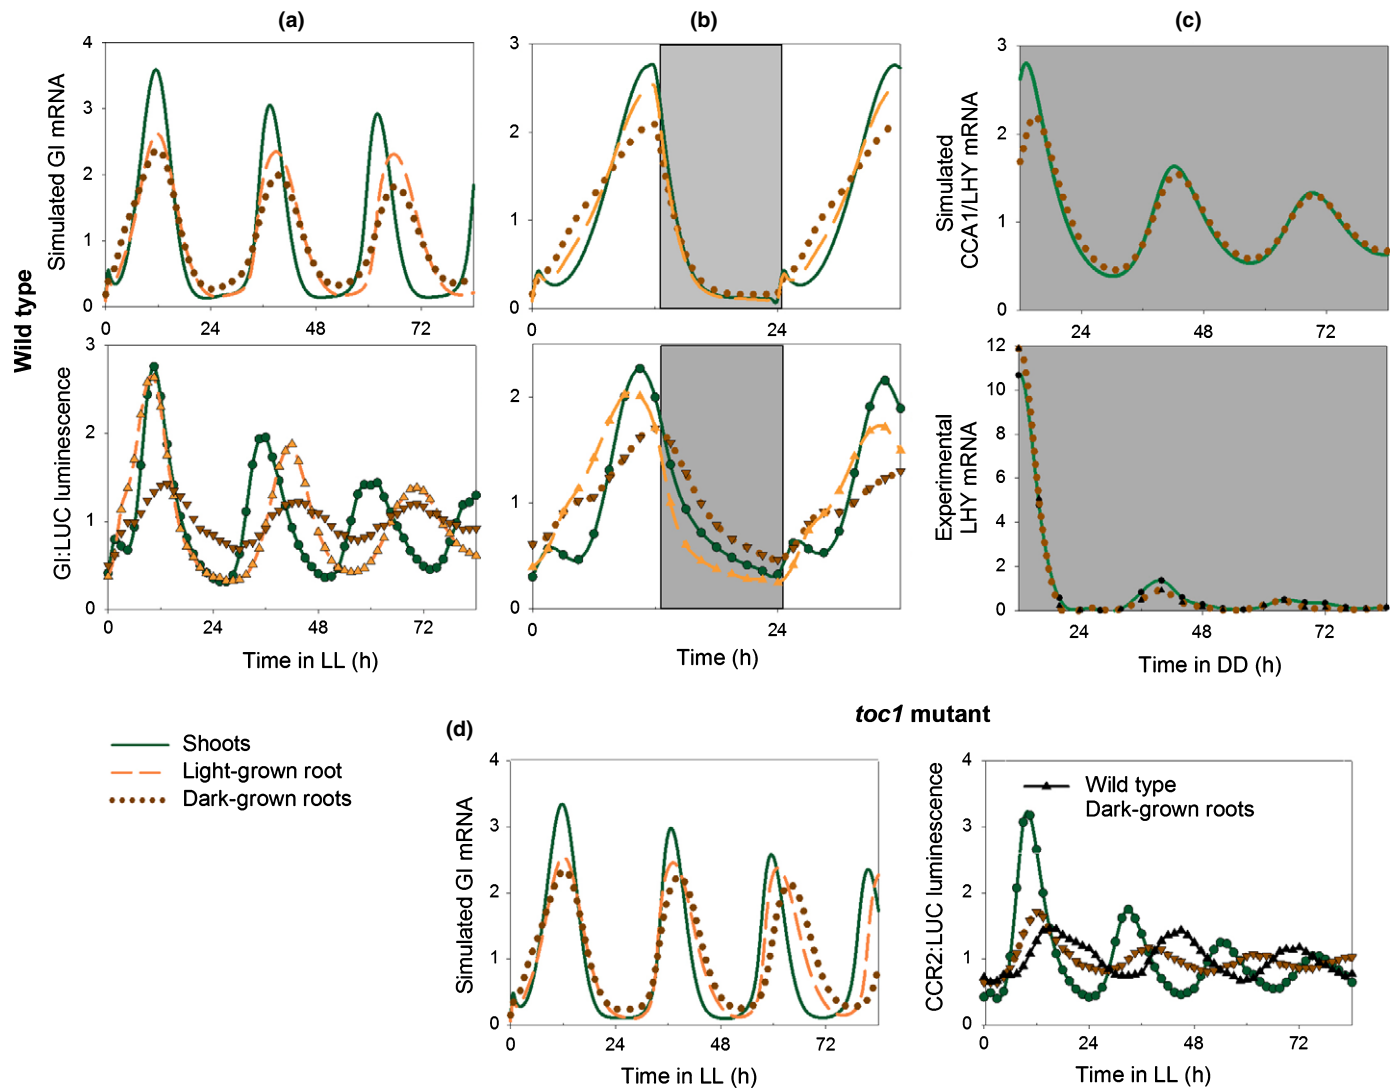 (a)
(b)
(c)
Wild type
Simulated GI mRNA
4
3
2
1
0
0
24
48
72
3
2
1
0
0
24
Simulated
CCA1/LHY mRNA
3
2
1
0
24
48
72
GI:LUC luminescence
3
2
1
0
0
24
48
72
Time in LL (h)
2
1
0
0
24
Time (h)
Experimental
LHY mRNA
12
10
8
6
4
2
0
24
48
72
Time in DD (h)
toc1 mutant
(d)
Shoots
Light-grown root
Dark-grown roots
Simulated GI mRNA
4
3
2
1
0
0
24
48
72
Time in LL (h)
CCR2:LUC luminescence
4
3
2
1
0
Wild type
Dark-grown roots
0
24
48
72
Time in LL (h)